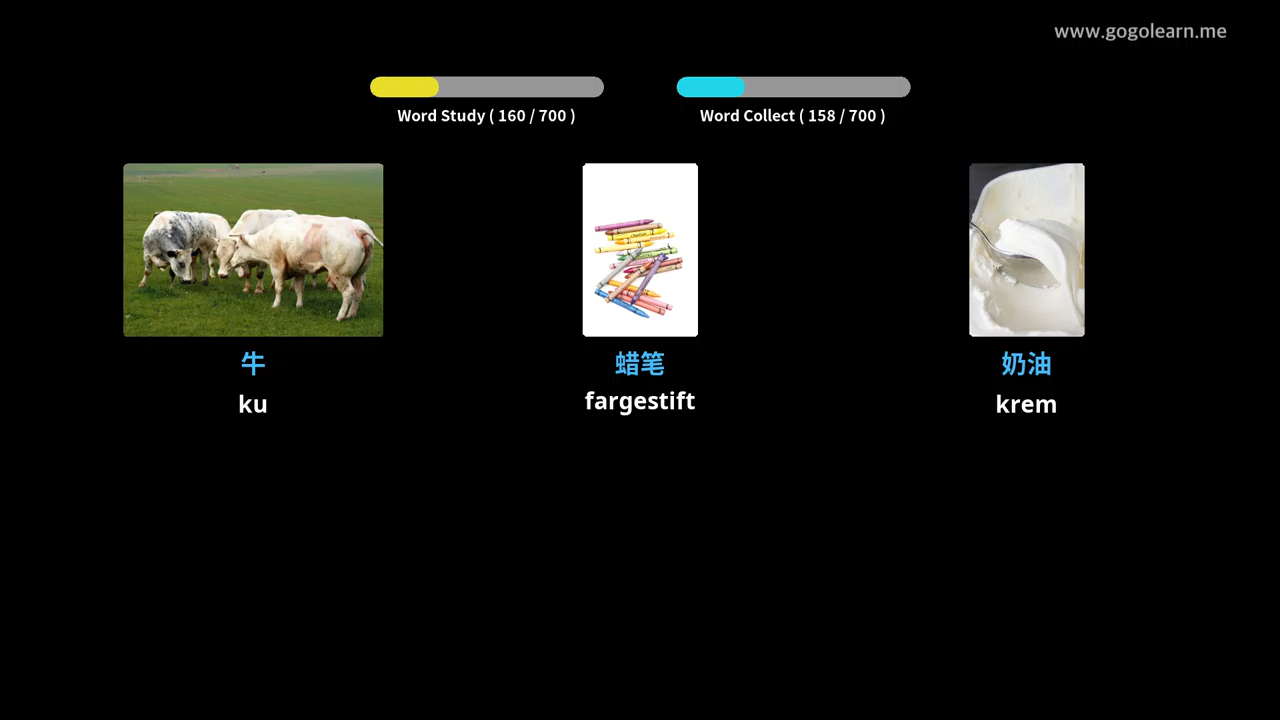 www.gogolearn.me
Word Study ( 160 / 700 )
Word Collect ( 158 / 700 )
牛
蜡笔
奶油
ku
fargestift
krem